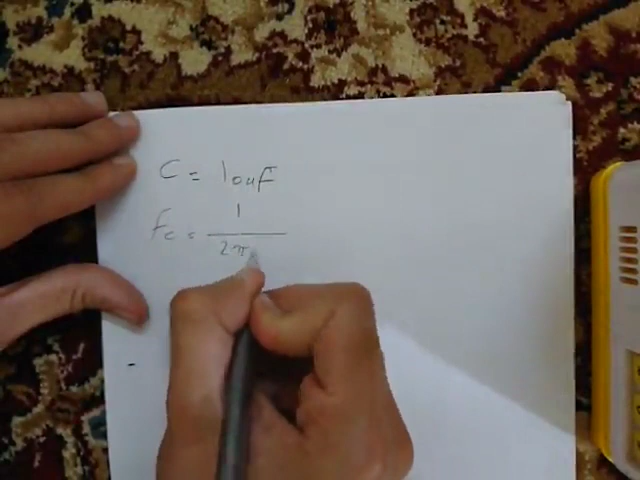 C = 10uF
Fc = 1
2π